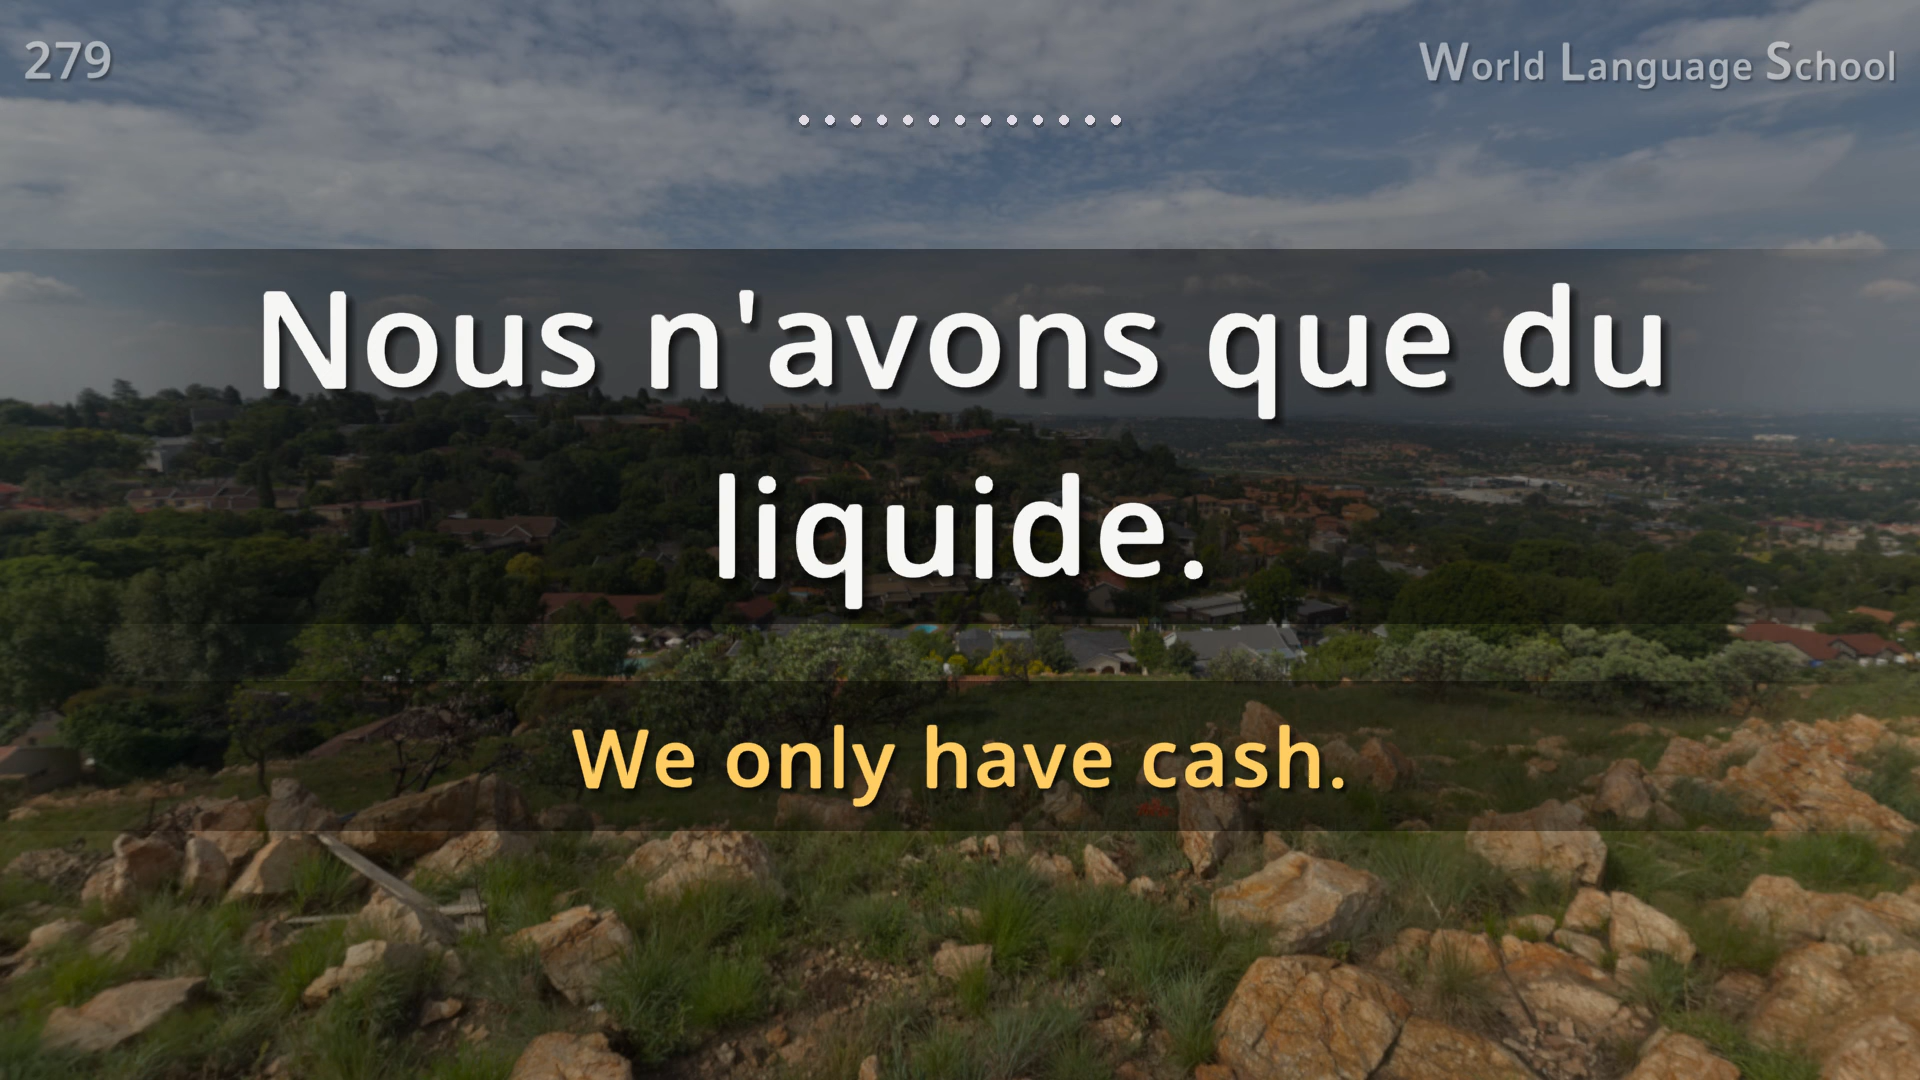 279
World Language School
Nous n'avons que du
liquide.
We only have cash.